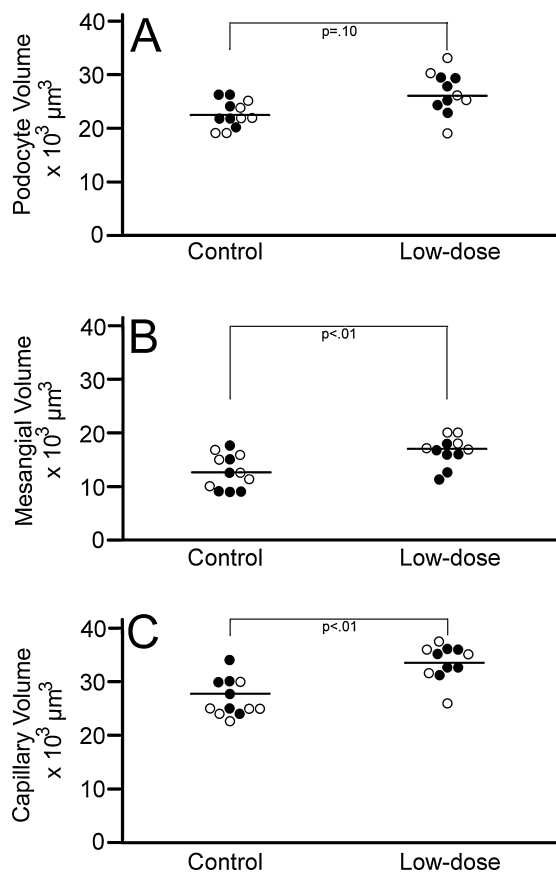 A
p=.10
Podocyte Volume
x 10³ µm³
40
30
20
10
0
Control Low-dose
B
p<.01
Mesangial Volume
x 10³ µm³
40
30
20
10
0
Control Low-dose
C
p<.01
Capillary Volume
x 10³ µm³
40
30
20
10
0
Control Low-dose